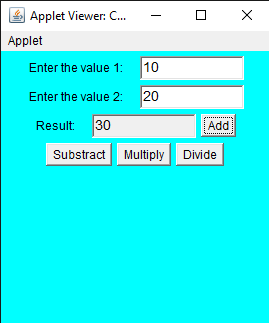 Applet Viewer: C...
Applet
Enter the value 1: 10
Enter the value 2: 20
Result: 30 Add
Substract Multiply Divide